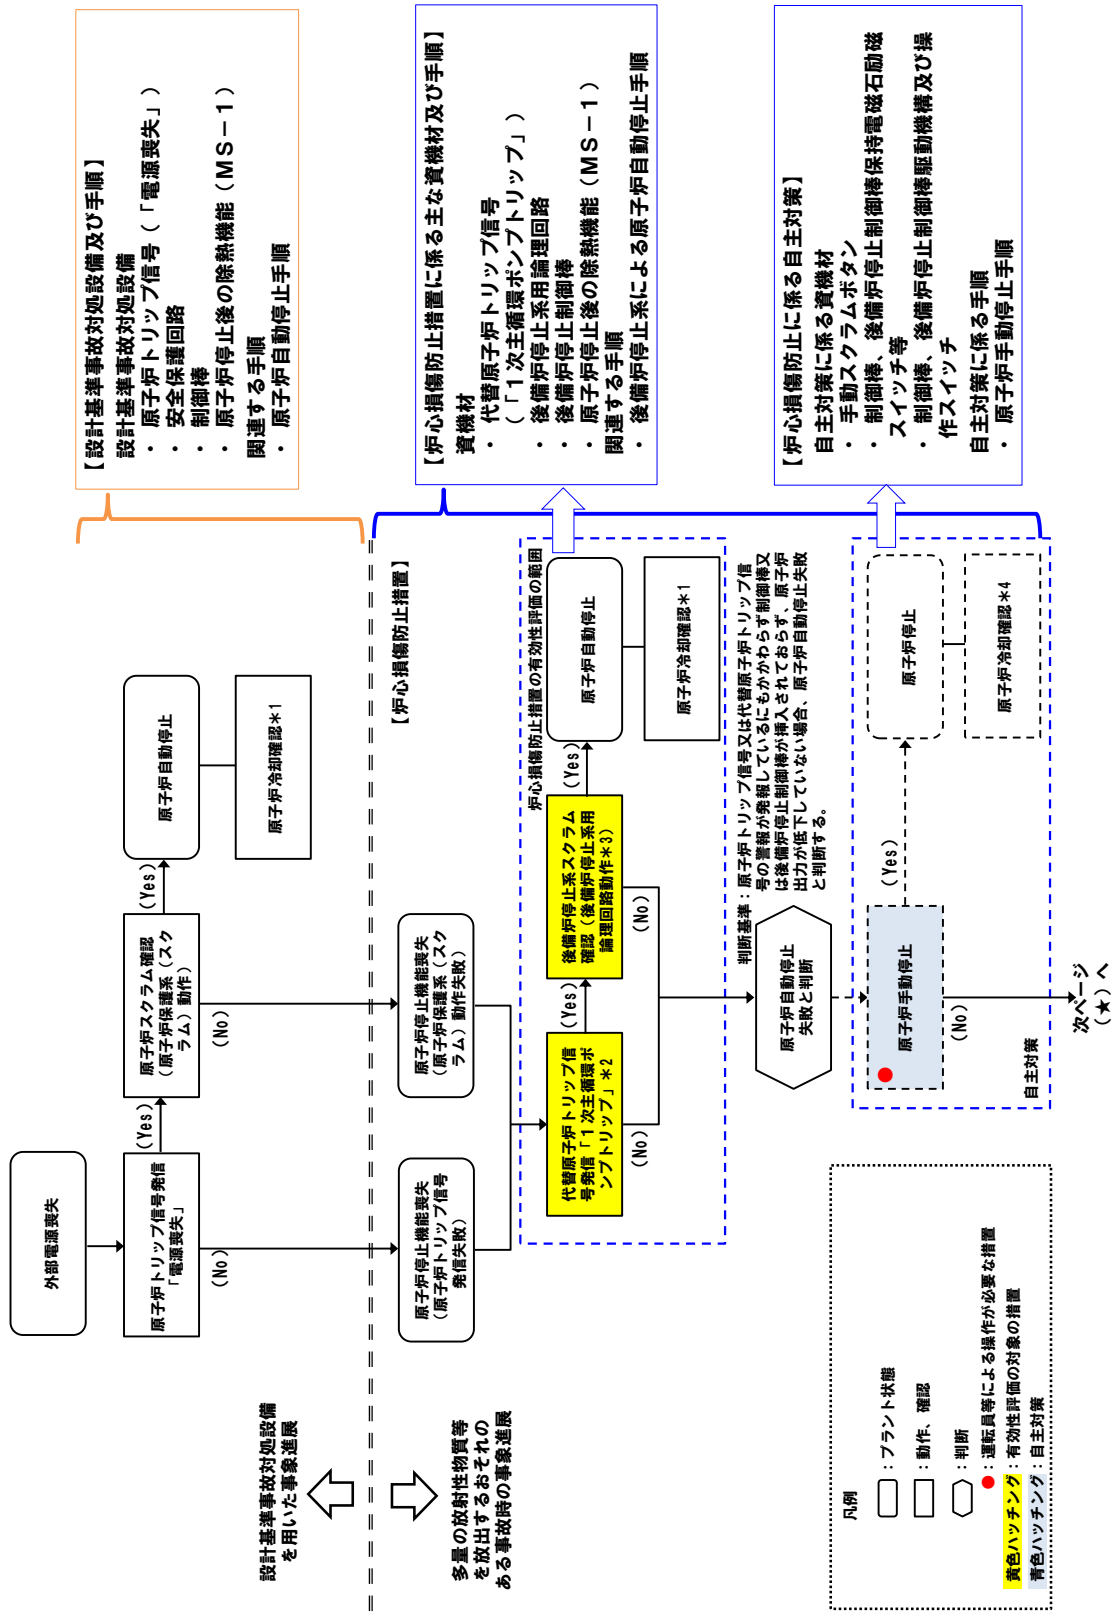 外部電源喪失
原子炉トリップ信号発信
「電源喪失」
(Yes)
(No)
原子炉スクラム確認
（原子炉保護系（スク
ラム）動作）
(Yes)
(No)
原子炉自動停止
原子炉冷却確認＊1
【設計基準事故対処設備及び手順】
設計基準事故対処設備
・ 原子炉トリップ信号（「電源喪失」）
安全保護回路
・ 制御棒
・ 原子炉停止後の除熱機能（ＭＳ－１）
関連する手順
・ 原子炉自動停止手順
設計基準事故対処設備
を用いた事象進展
多量の放射性物質等
を放出するおそれの
ある事故時の事象進展
【炉心損傷防止措置】
原子炉停止機能喪失
（原子炉トリップ信号
発信失敗）
原子炉停止機能喪失
（原子炉保護系（スク
ラム）動作失敗）
炉心損傷防止措置の有効性評価の範囲
代替原子炉トリップ信
号発信「１次主循環ポ
ンプトリップ」＊2
(Yes)
(No)
後備炉停止系スクラム
確認（後備炉停止系用
論理回路動作＊3）
(Yes)
(No)
原子炉自動停止
原子炉冷却確認＊1
【炉心損傷防止措置に係る主な資機材及び手順】
資機材
・ 代替原子炉トリップ信号
（「１次主循環ポンプトリップ」）
・ 後備炉停止系用論理回路
・ 後備炉停止制御棒
・ 原子炉停止後の除熱機能（ＭＳ－１）
関連する手順
・ 後備炉停止系による原子炉自動停止手順
原子炉自動停止
失敗と判断
判断基準：原子炉トリップ信号又は代替原子炉トリップ信
号の警報が発報しているにもかかわらず制御棒又
は後備炉停止制御棒が挿入されておらず、原子炉
出力が低下していない場合、原子炉自動停止失敗
と判断する。
原子炉手動停止
(Yes)
(No)
原子炉停止
原子炉冷却確認＊4
自主対策
次ページ
（★）へ
【炉心損傷防止に係る自主対策】
自主対策に係る資機材
・ 手動スクラムボタン
・ 制御棒、後備炉停止制御棒保持電磁石励磁
スイッチ等
・ 制御棒、後備炉停止制御棒駆動機構及び操
作スイッチ
自主対策に係る手順
・ 原子炉手動停止手順
凡例
：プラント状態
：動作、確認
：判断
：運転員等による操作が必要な措置
黄色ハッチング：有効性評価の対象の措置
青色ハッチング：自主対策